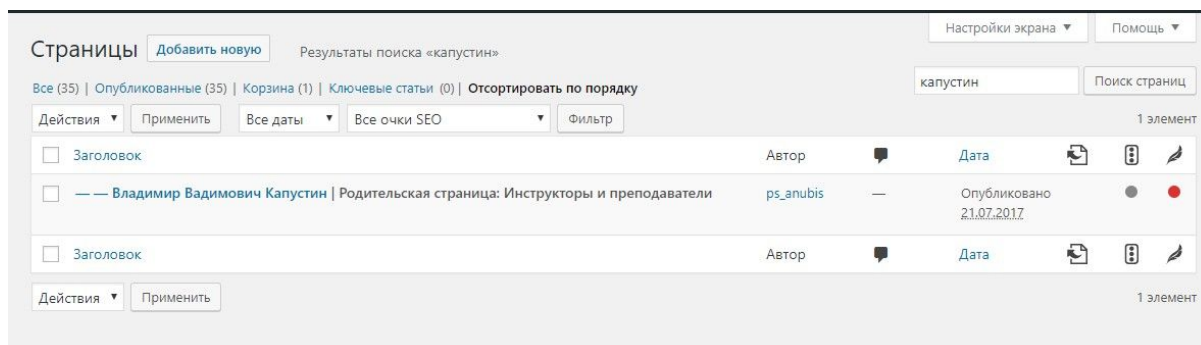 Настройки экрана ▼ Помощь ▼
Страницы Добавить новую Результаты поиска «капустин»
Все (35) | Опубликованные (35) | Корзина (1) | Ключевые статьи (0) | Отсортировать по порядку
капустин Поиск страниц
Действия ▼ Применить Все даты ▼ Все очки SEO ▼ Фильтр 1 элемент
Заголовок Автор Дата
— — Владимир Вадимович Капустин | Родительская страница: Инструкторы и преподаватели ps_anubis — Опубликовано
21.07.2017
Заголовок Автор Дата
Действия ▼ Применить 1 элемент